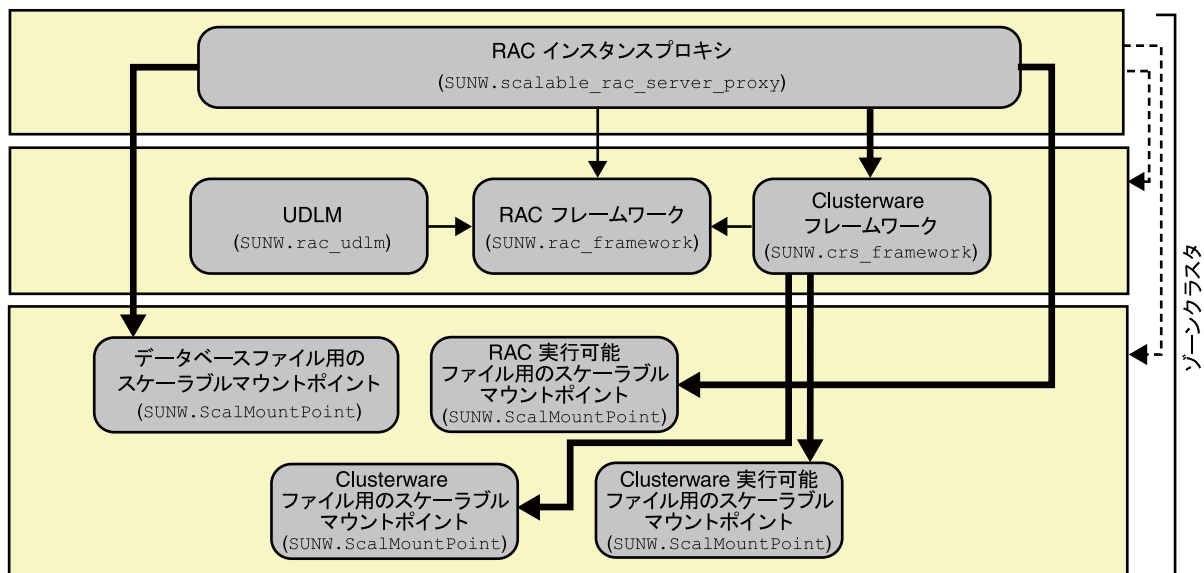 RAC インスタンスプロキシ
(SUNW.scalable_rac_server_proxy)
UDLM
(SUNW.rac_udlm)
RAC フレームワーク
(SUNW.rac_framework)
Clusterware
フレームワーク
(SUNW.crs_framework)
データベースファイル用の
スケーラブルマウントポイント
(SUNW.ScalMountPoint)
RAC 実行可能
ファイル用のスケーラブル
マウントポイント
(SUNW.ScalMountPoint)
Clusterware
ファイル用のスケーラブル
マウントポイント
(SUNW.ScalMountPoint)
Clusterware 実行可能
ファイル用のスケーラブル
マウントポイント
(SUNW.ScalMountPoint)
ゾーンクラスタ